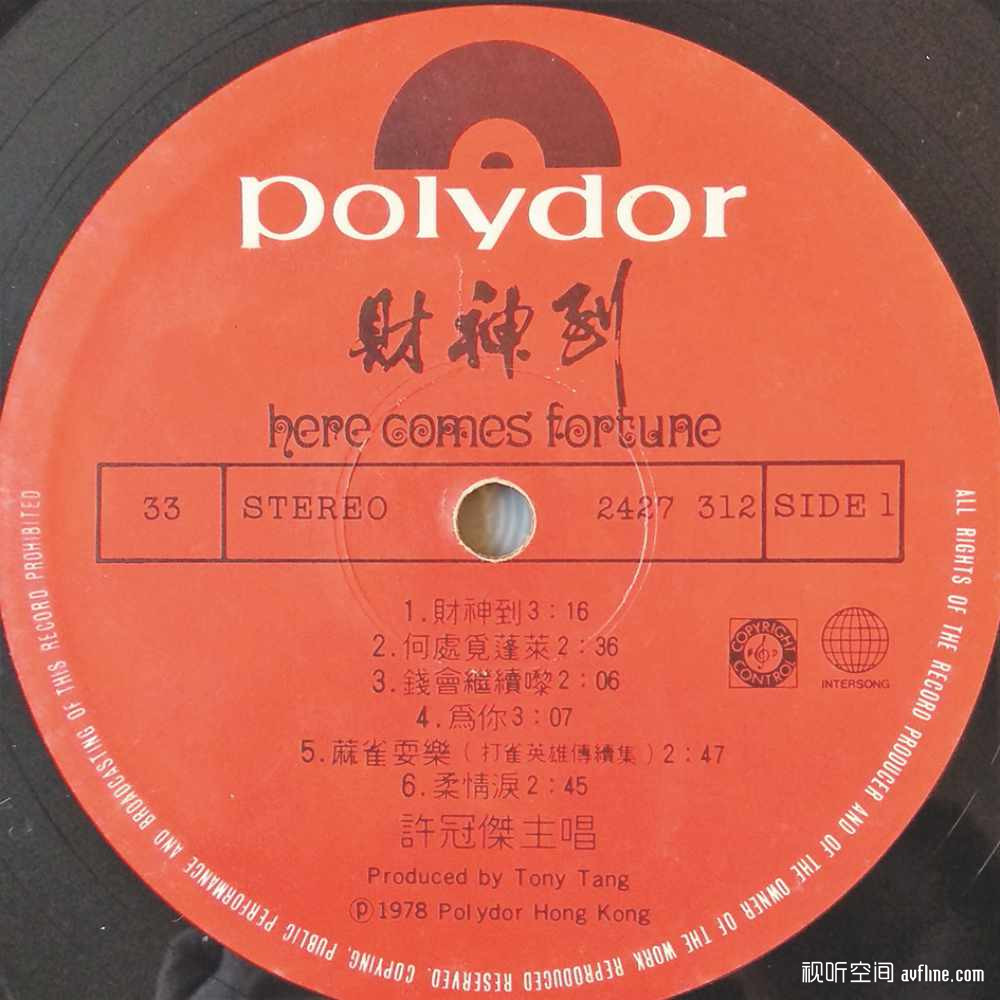 polydor
財神到
here comes fortune
33 STEREO 2427 312 SIDE 1
1.財神到3:16
2.何處覓蓬萊2:36
3.錢會繼續嚟2:06
4.爲你3:07
5.麻雀耍樂(打雀英雄傳續集)2:47
6.柔情淚2:45
COPYRIGHT CONTROL
INTERSONG
許冠傑主唱
Produced by Tony Tang
Ⓟ1978 Polydor Hong Kong
ALL RIGHTS OF THE RECORD PRODUCER AND OF THE OWNER OF THE WORK REPRODUCED RESERVED. COPYING, PUBLIC PERFORMANCE AND BROADCASTING OF THIS RECORD PROHIBITED
视听空间 avfline.com